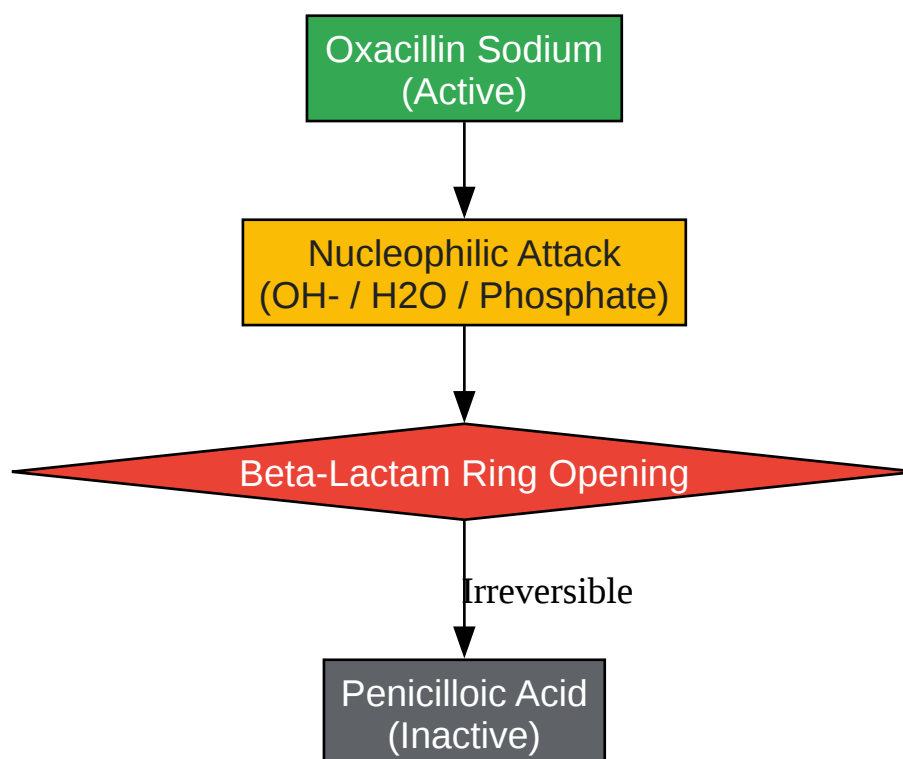 Oxacillin Sodium
(Active)
Nucleophilic Attack
(OH- / H2O / Phosphate)
Beta-Lactam Ring Opening
Irreversible
Penicilloic Acid
(Inactive)